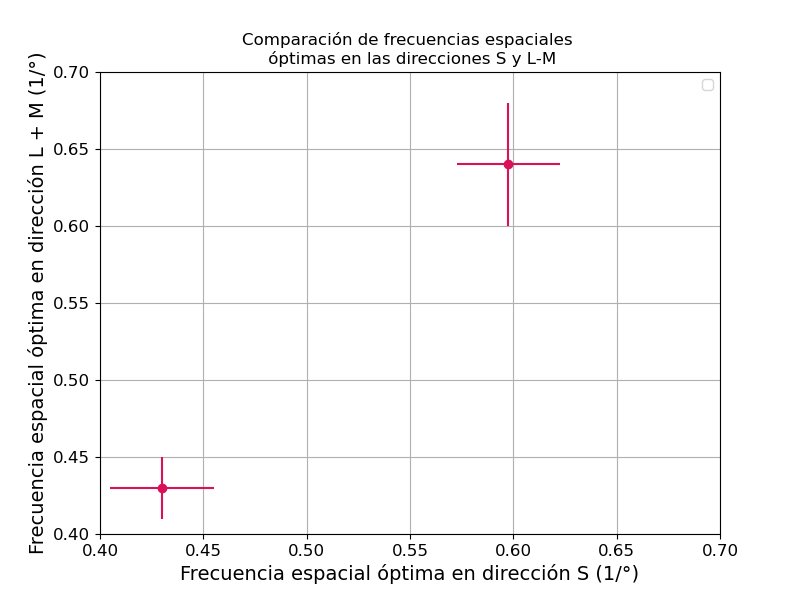 Comparación de frecuencias espaciales
óptimas en las direcciones S y L-M
Frecuencia espacial óptima en dirección L + M (1/°)
0.70
0.65
0.60
0.55
0.50
0.45
0.40
0.40 0.45 0.50 0.55 0.60 0.65 0.70
Frecuencia espacial óptima en dirección S (1/°)